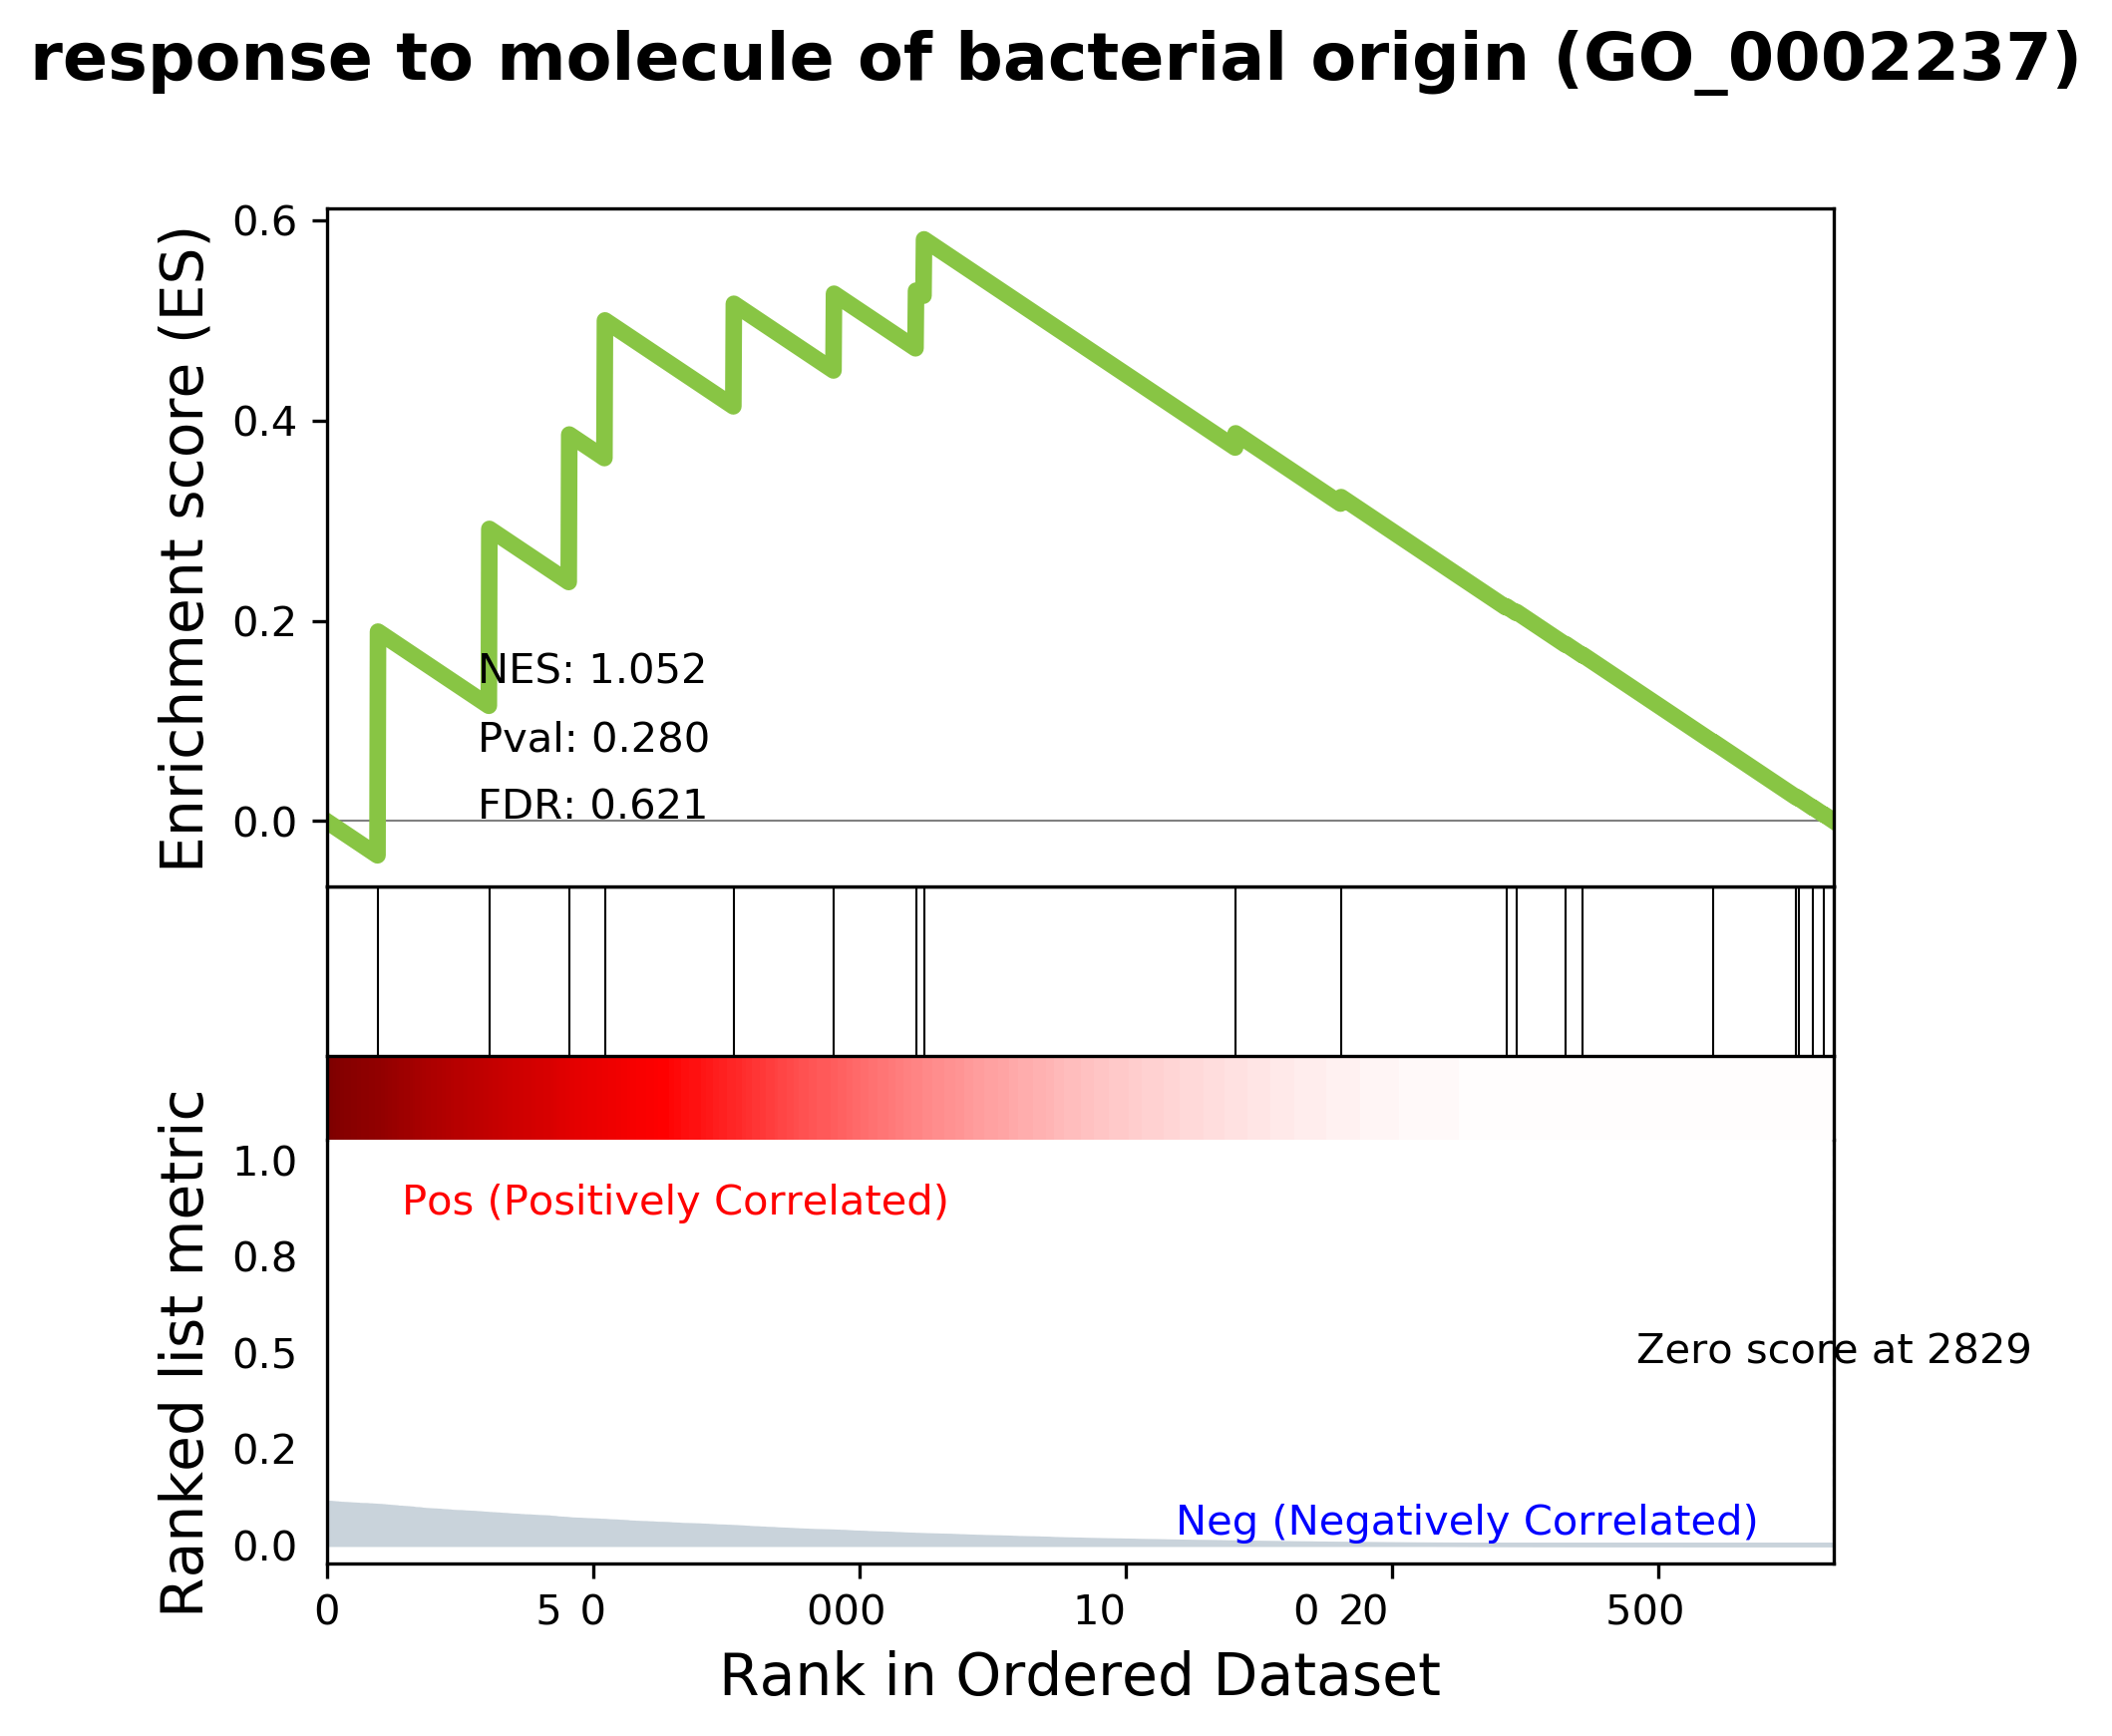 response to molecule of bacterial origin (GO_0002237)
Enrichment score (ES)
0.6
0.4
0.2
0.0
NES: 1.052
Pval: 0.280
FDR: 0.621
Ranked list metric
1.0
0.8
0.5
0.2
0.0
Pos (Positively Correlated)
Zero score at 2829
Neg (Negatively Correlated)
0 5 0 000 10 0 20 500
Rank in Ordered Dataset